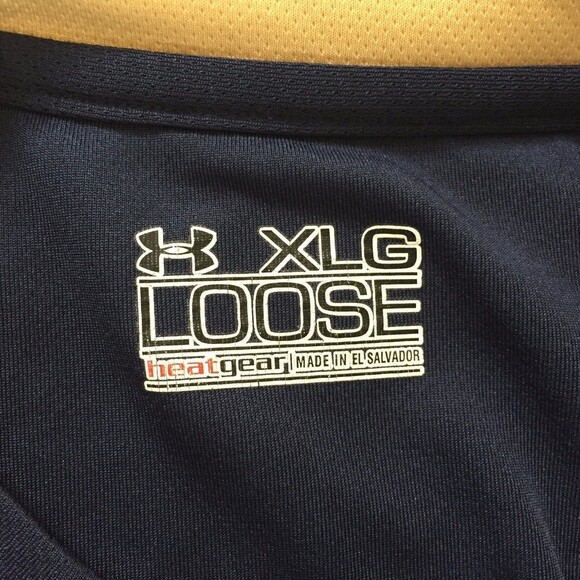 XLG
LOOSE
heatgear | MADE IN EL SALVADOR